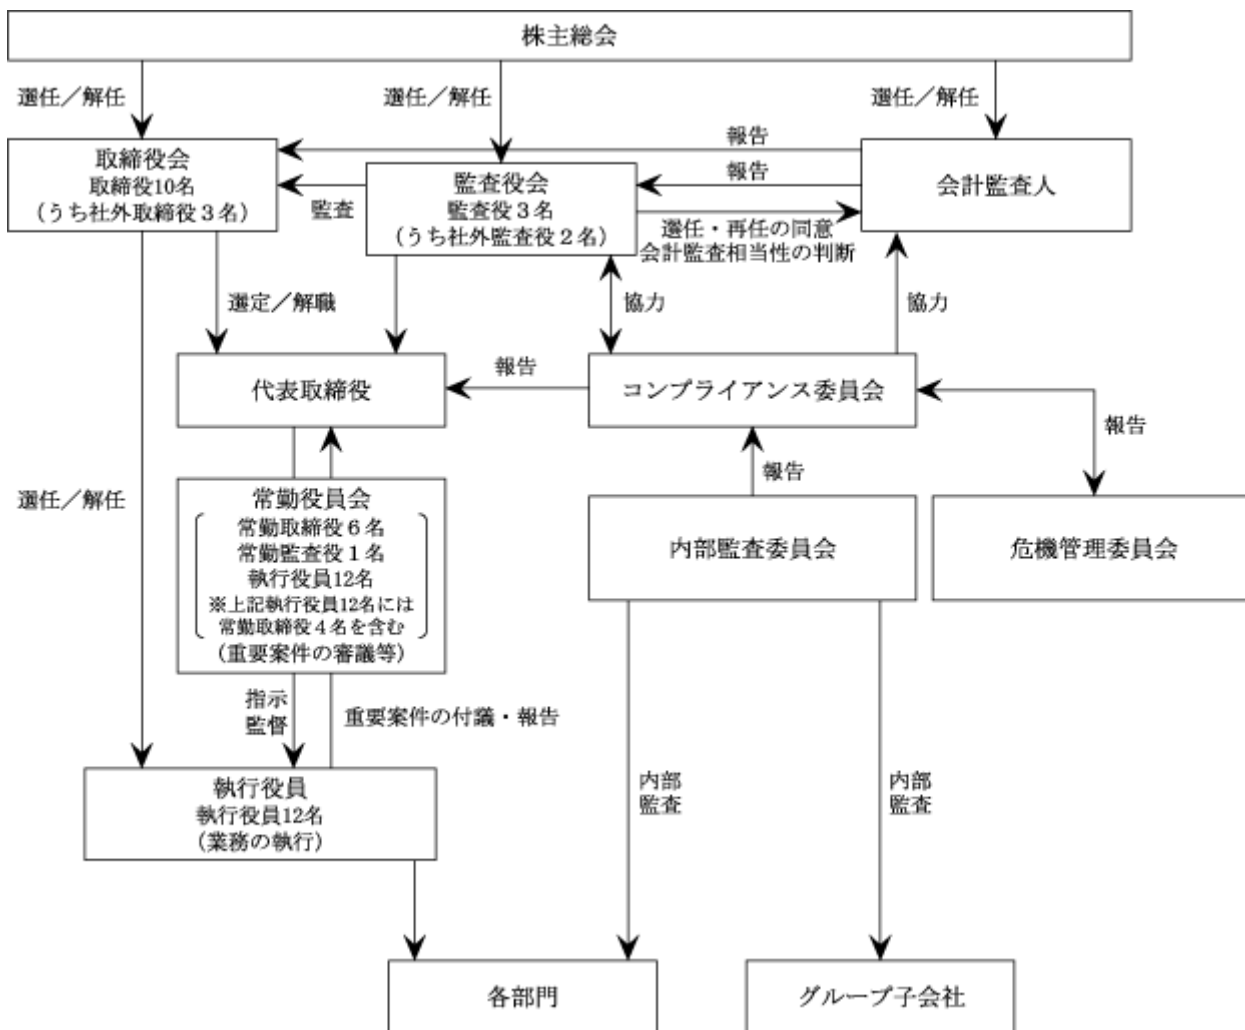 株主総会
選任／解任
選任／解任
選任／解任
取締役会
取締役10名
（うち社外取締役３名）
監査
監査役会
監査役３名
（うち社外監査役２名）
報告
報告
選任・再任の同意
会計監査相当性の判断
会計監査人
選定／解職
協力
協力
代表取締役
報告
コンプライアンス委員会
報告
選任／解任
常勤役員会
常勤取締役６名
常勤監査役１名
執行役員12名
※上記執行役員12名には
常勤取締役４名を含む
（重要案件の審議等）
報告
内部監査委員会
危機管理委員会
指示
監督
重要案件の付議・報告
執行役員
執行役員12名
（業務の執行）
内部
監査
内部
監査
各部門
グループ子会社